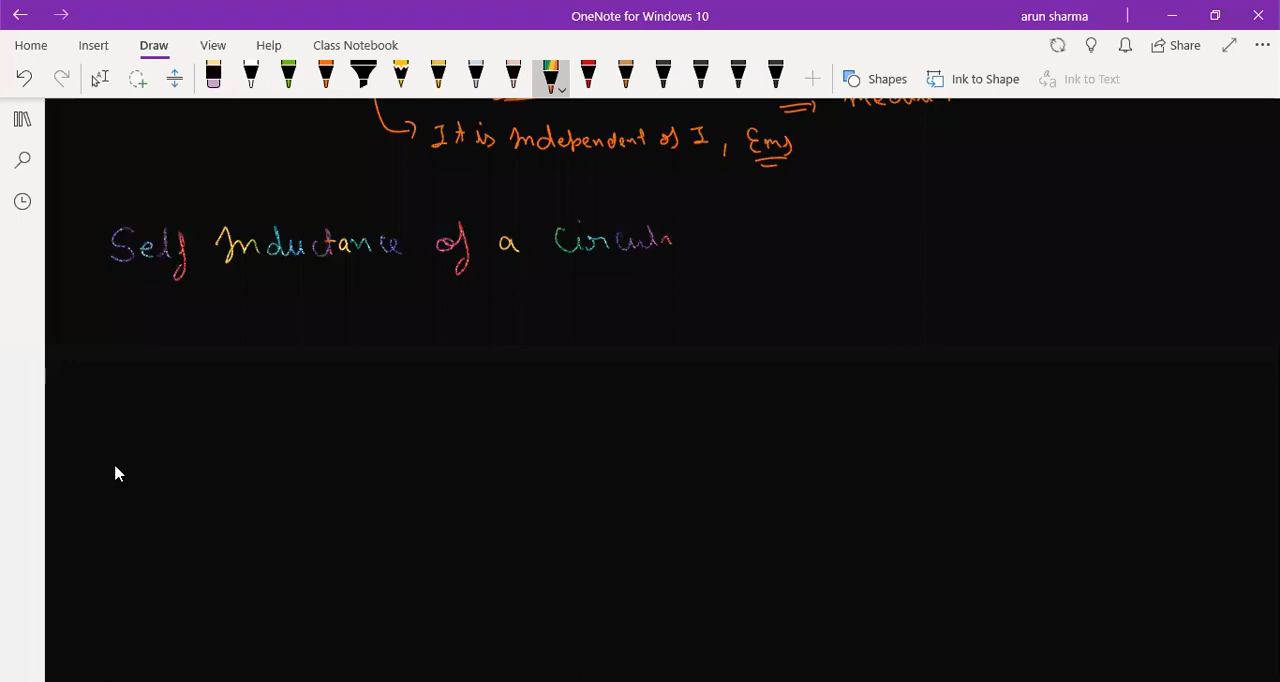 OneNote for Windows 10
arun sharma
Home Insert Draw View Help Class Notebook
Share
Shapes Ink to Shape Ink to Text
It is Independent of I, Emf
Self Inductance of a Circula